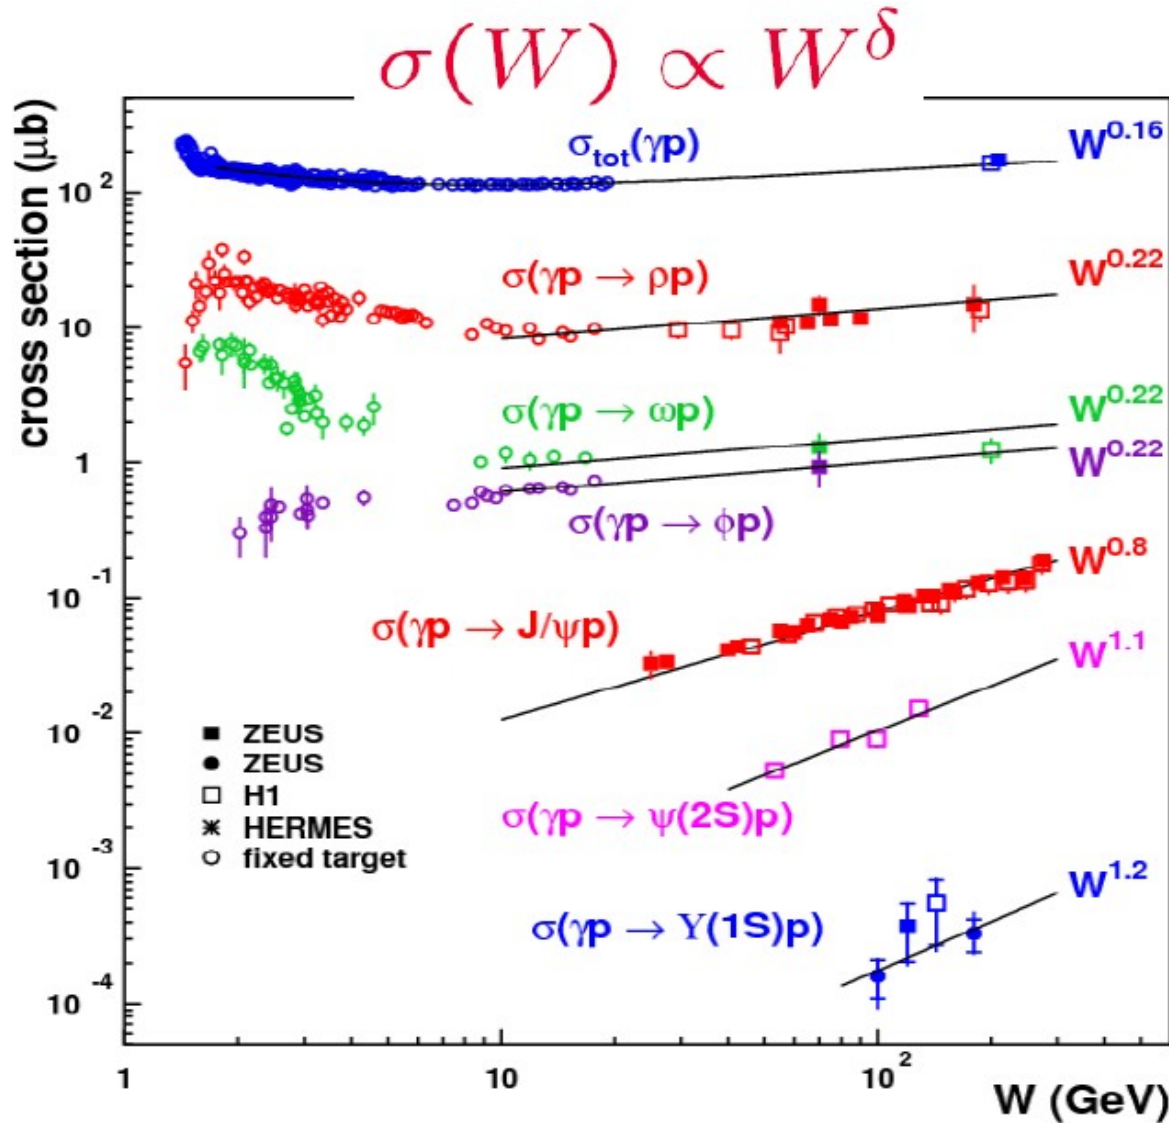 σ(W) ∝ W^δ
cross section (μb)
10^2
10
1
10^-1
10^-2
10^-3
10^-4
σ_tot(γp)
W^0.16
σ(γp → ρp)
W^0.22
σ(γp → ωp)
W^0.22
W^0.22
σ(γp → ϕp)
W^0.8
σ(γp → J/ψp)
W^1.1
■ ZEUS
● ZEUS
□ H1
✳ HERMES
○ fixed target
σ(γp → ψ(2S)p)
W^1.2
σ(γp → Υ(1S)p)
1
10
10^2
W (GeV)